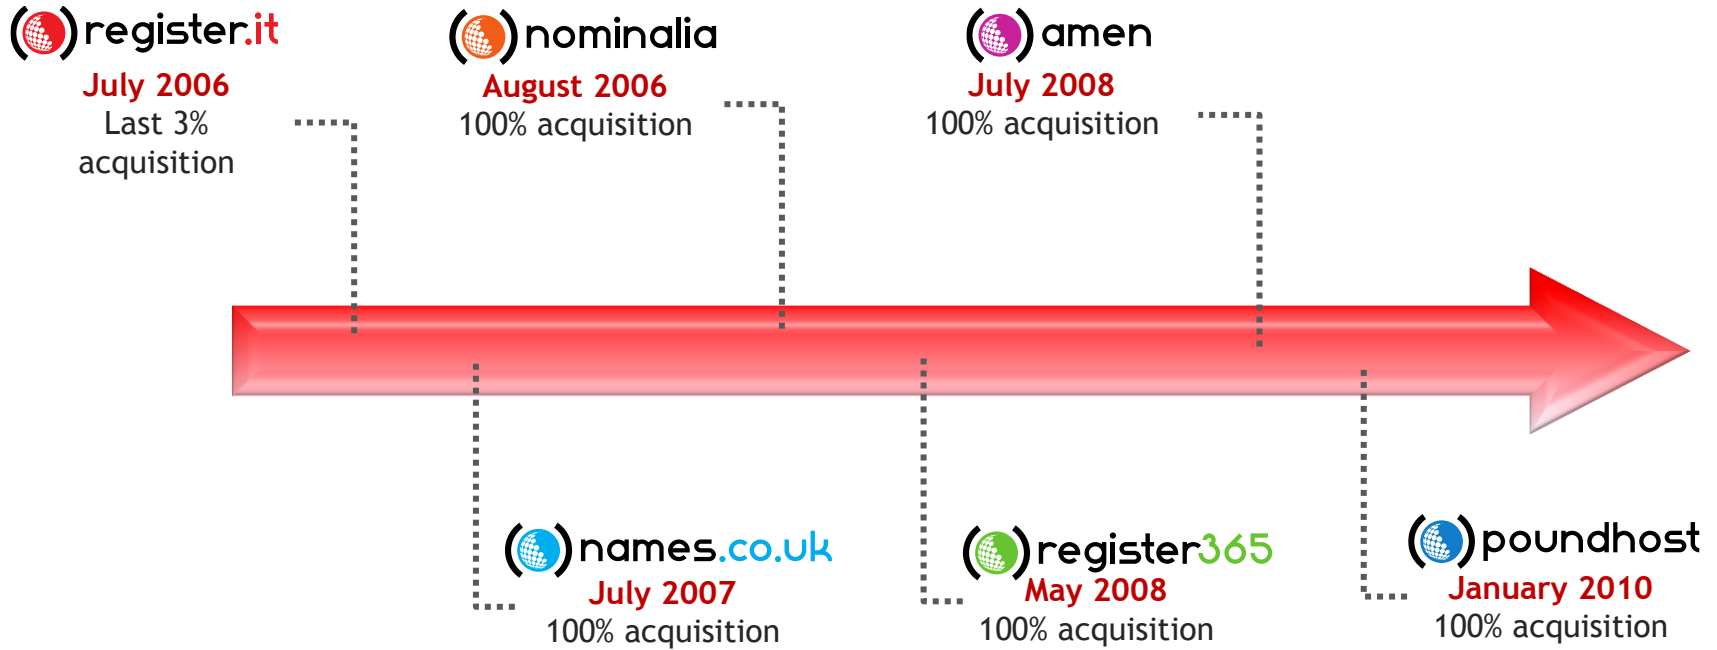 register.it
July 2006
Last 3%
acquisition
nominalia
August 2006
100% acquisition
amen
July 2008
100% acquisition
names.co.uk
July 2007
100% acquisition
register365
May 2008
100% acquisition
poundhost
January 2010
100% acquisition